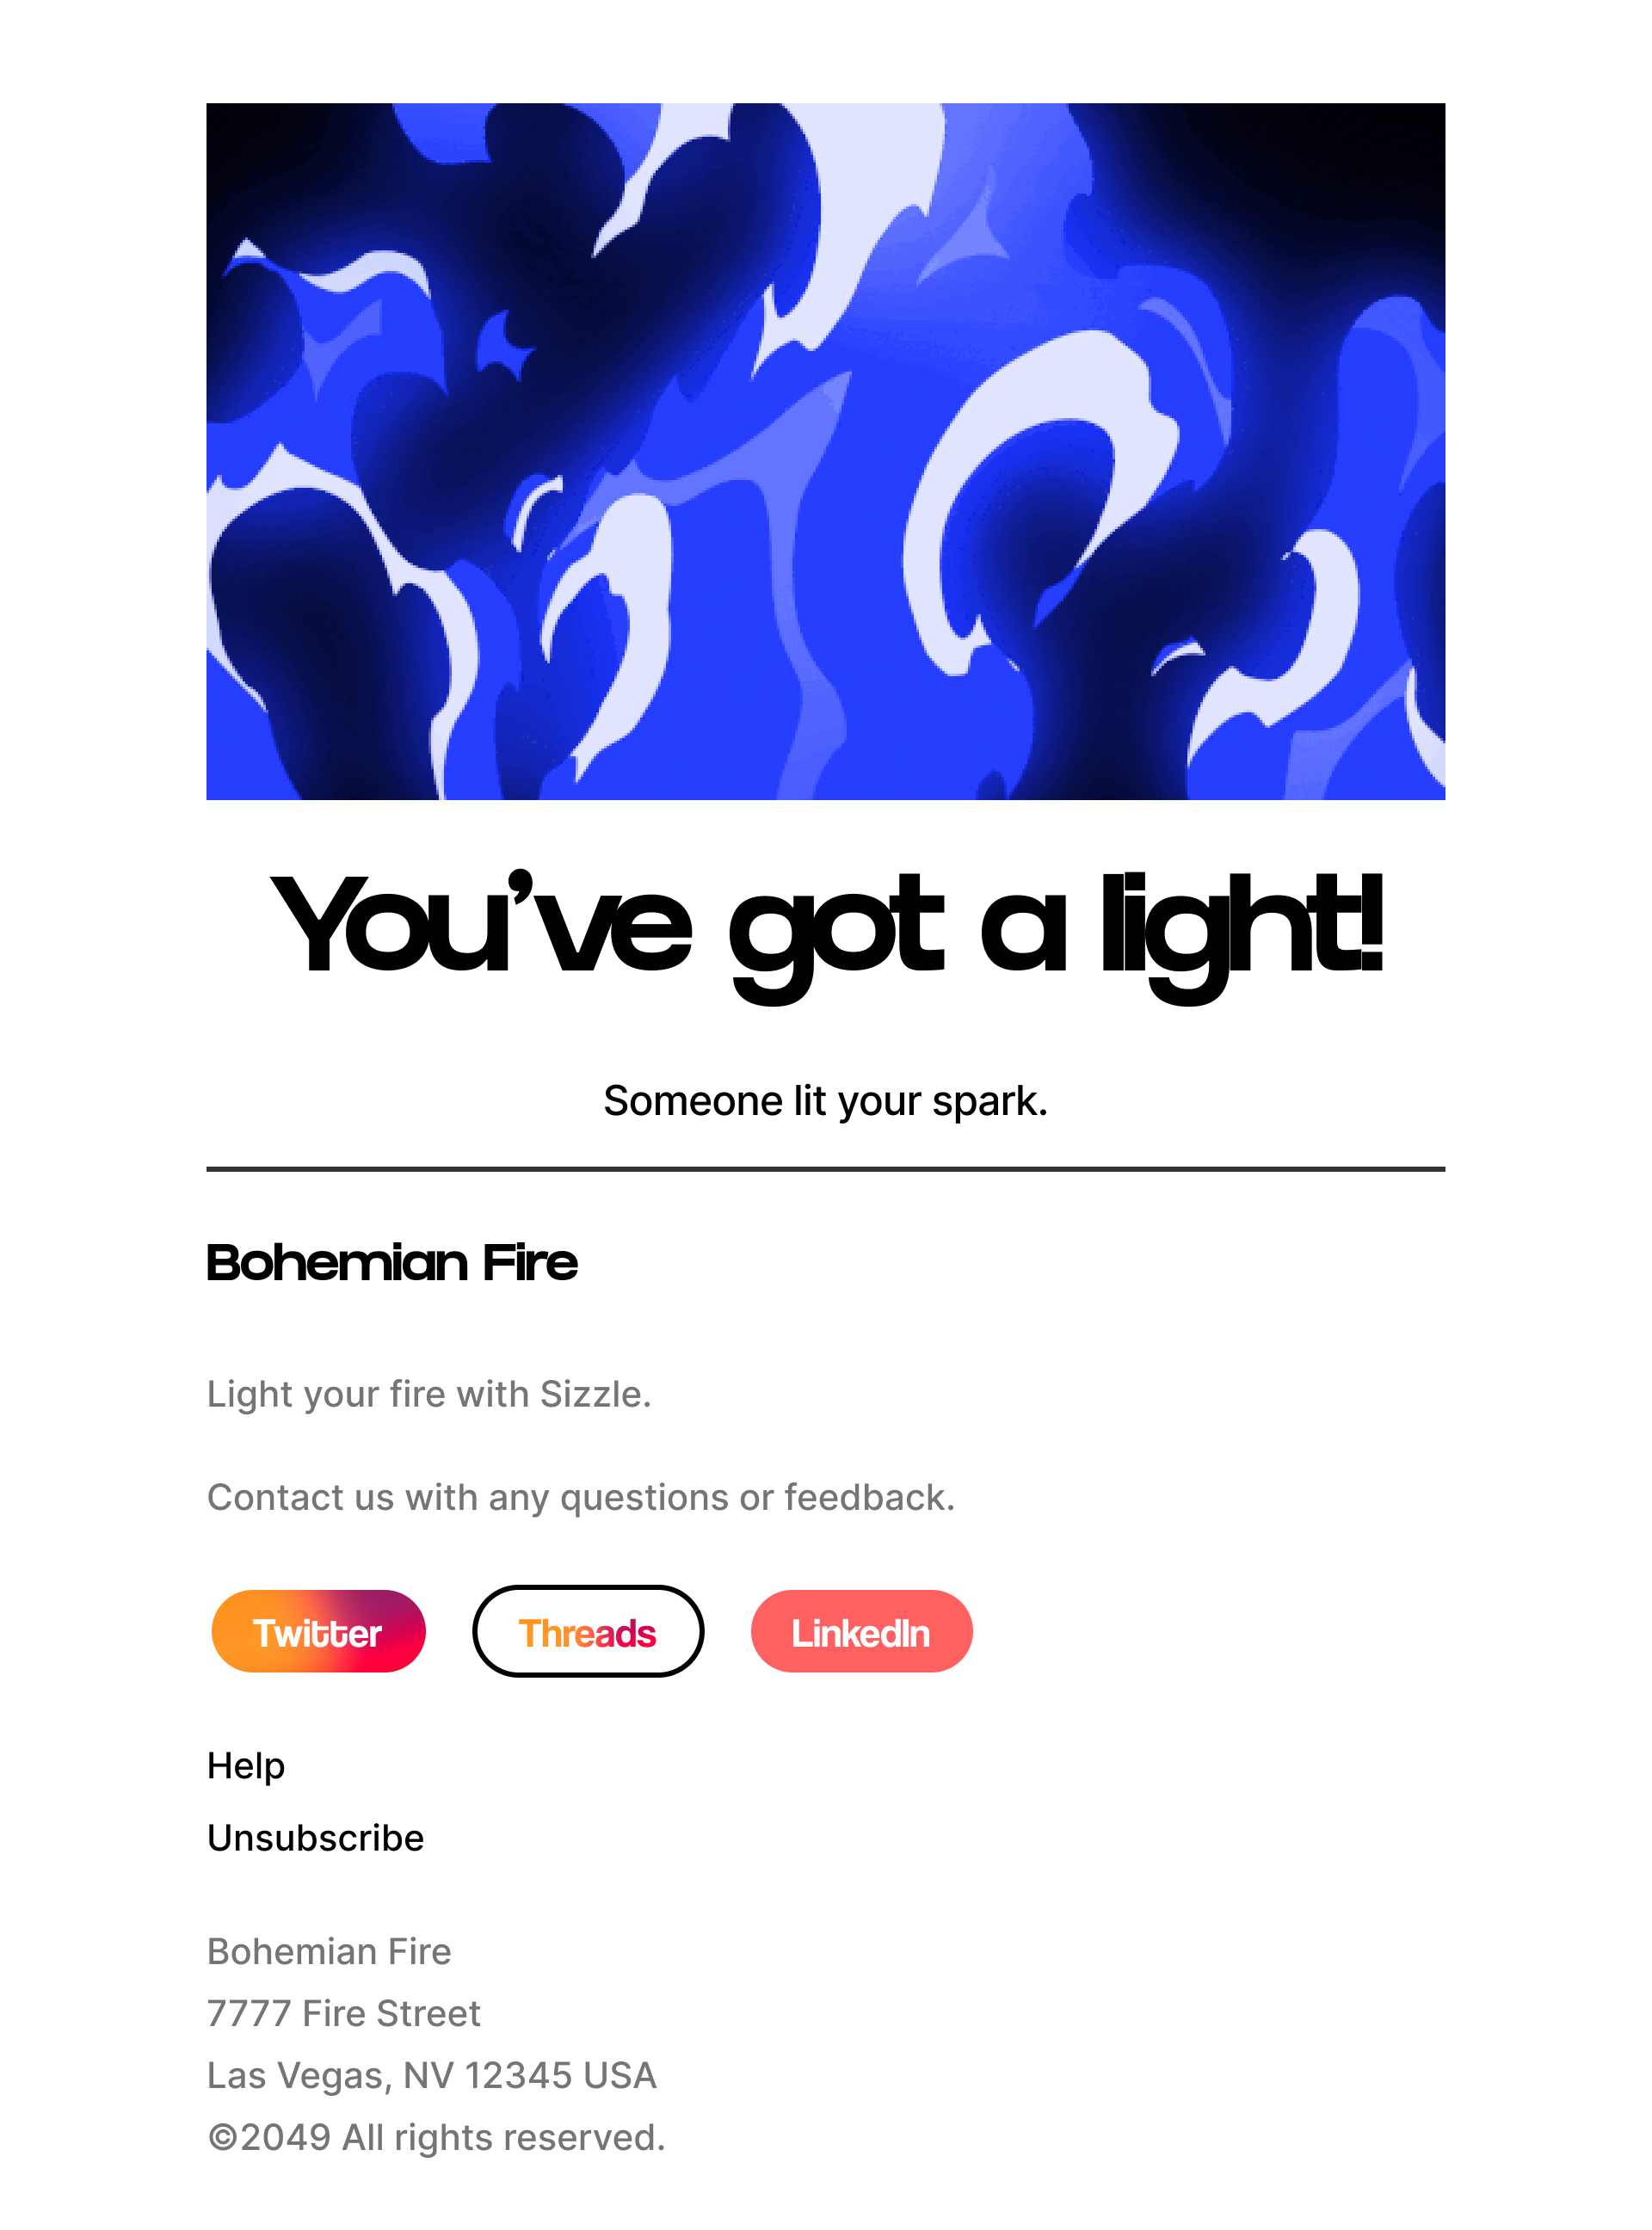 You’ve got a light!
Someone lit your spark.
Bohemian Fire
Light your fire with Sizzle.
Contact us with any questions or feedback.
Twitter
Threads
LinkedIn
Help
Unsubscribe
Bohemian Fire
7777 Fire Street
Las Vegas, NV 12345 USA
©2049 All rights reserved.